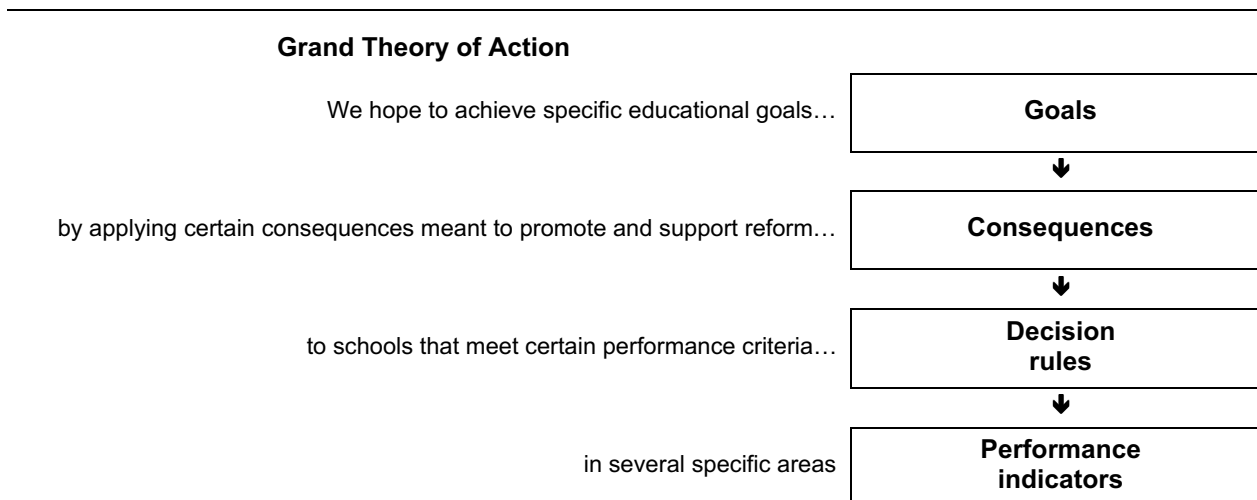 Grand Theory of Action
We hope to achieve specific educational goals…
Goals
by applying certain consequences meant to promote and support reform…
Consequences
to schools that meet certain performance criteria…
Decision
rules
in several specific areas
Performance
indicators